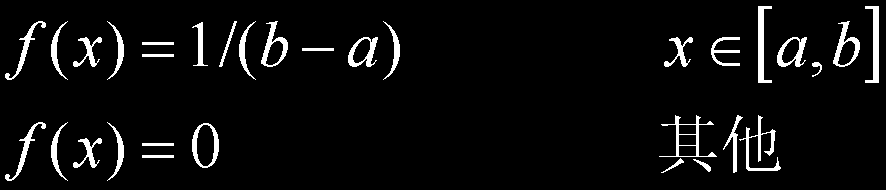 f(x)=1/(b−a) x∈[a,b]
f(x)=0 其他